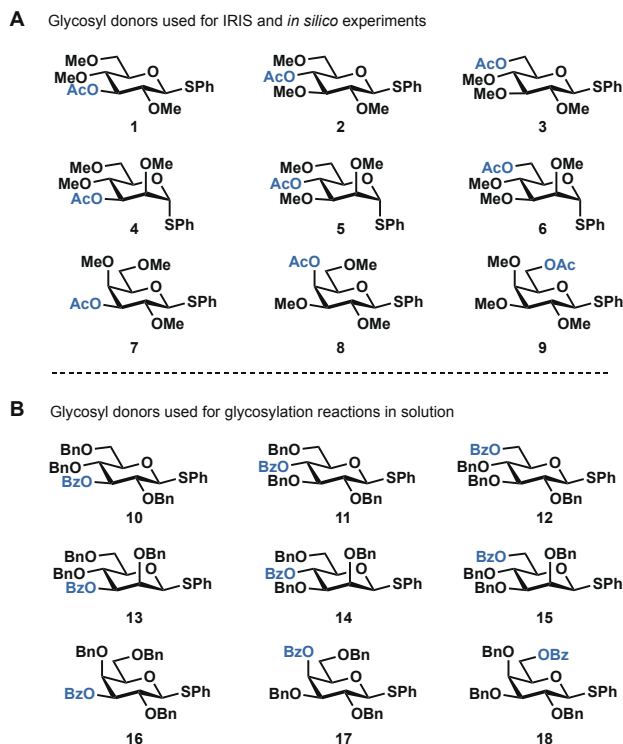 A Glycosyl donors used for IRIS and in silico experiments
MeO MeO AcO O SPh OMe
MeO AcO MeO O SPh OMe
AcO MeO MeO O SPh OMe
1 2 3
MeO MeO AcO OMe O SPh
MeO AcO MeO OMe O SPh
AcO MeO MeO OMe O SPh
4 5 6
MeO OMe AcO O SPh OMe
AcO OMe MeO O SPh OMe
MeO OAc MeO O SPh OMe
7 8 9
B Glycosyl donors used for glycosylation reactions in solution
BnO BnO BzO O SPh OBn
BnO BzO BnO O SPh OBn
BzO BnO BnO O SPh OBn
10 11 12
BnO BnO BzO OBn O SPh
BnO BzO BnO OBn O SPh
BzO BnO BnO OBn O SPh
13 14 15
BnO OBn BzO O SPh OBn
BzO OBn BnO O SPh OBn
BnO OBz BnO O SPh OBn
16 17 18